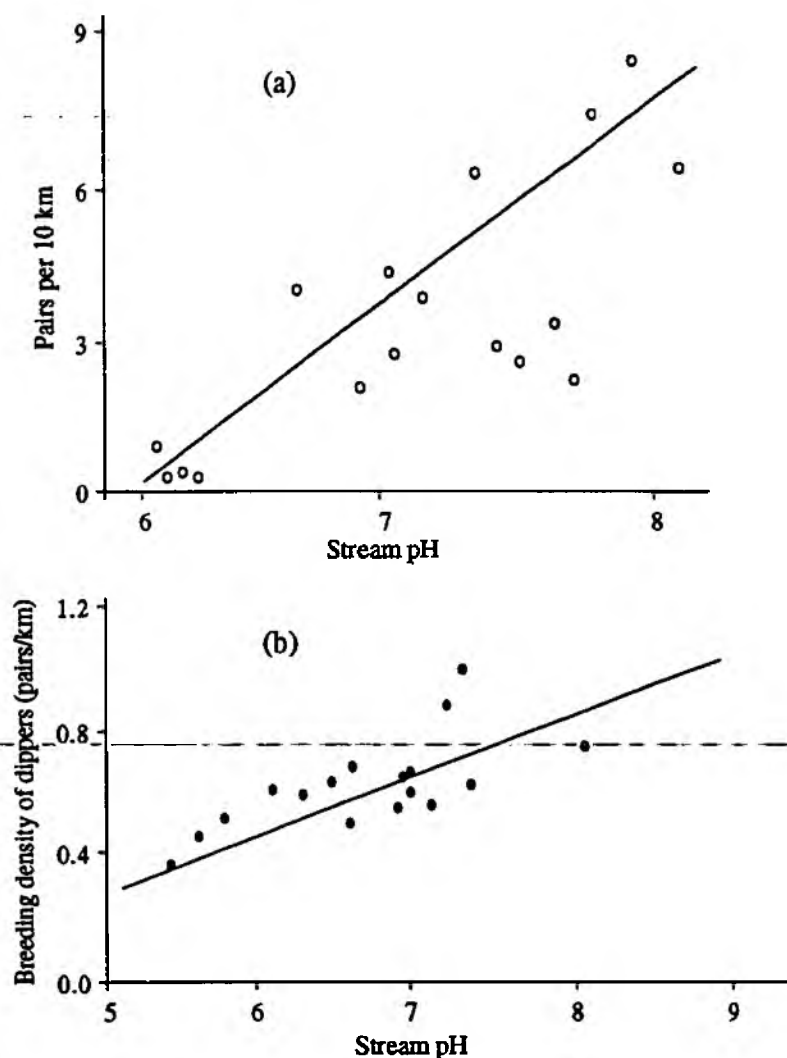 (a)
Pairs per 10 km
9
6
3
0
6 7 8
Stream pH
(b)
Breeding density of dippers (pairs/km)
1.2
0.8
0.4
0.0
5 6 7 8 9
Stream pH